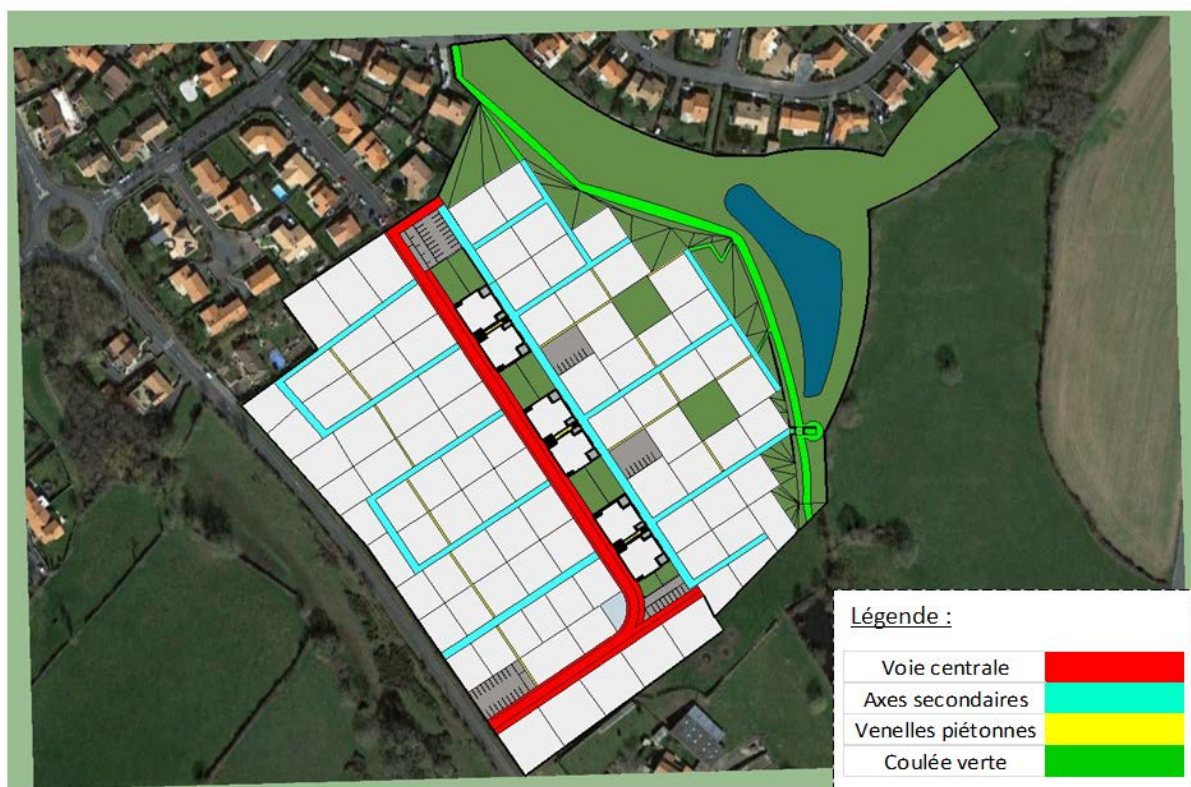 Légende :
Voie centrale
Axes secondaires
Venelles piétonnes
Coulée verte